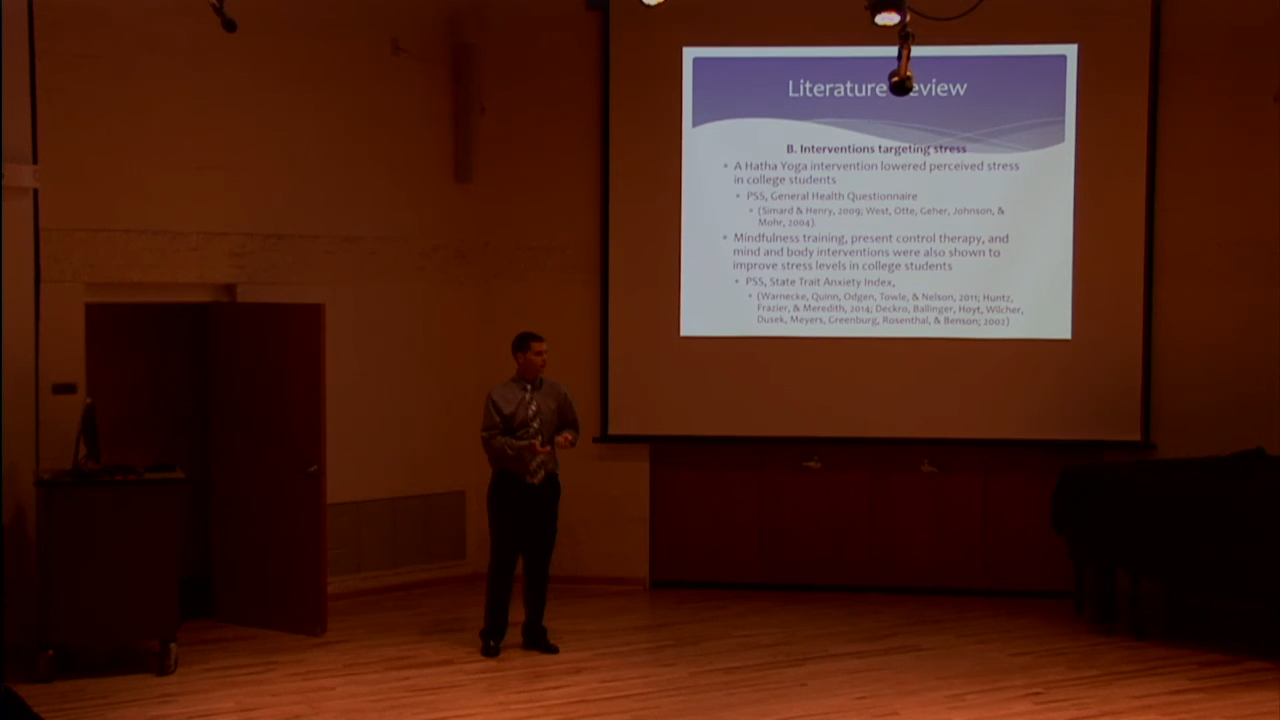 Literature eview
B. Interventions targeting stress
A Hatha Yoga intervention lowered perceived stress
in college students
PSS, General Health Questionnaire
(Simard & Henry, 2009; West, Otte, Geher, Johnson, &
Mohr, 2004).
Mindfulness training, present control therapy, and
mind and body interventions were also shown to
improve stress levels in college students
PSS, State Trait Anxiety Index,
(Warnecke, Quinn, Odgen, Towle, & Nelson, 2011; Huntz,
Frazier, & Meredith, 2014; Deckro, Ballinger, Hoyt, Wilcher,
Dusek, Meyers, Greenburg, Rosenthal, & Benson; 2002)